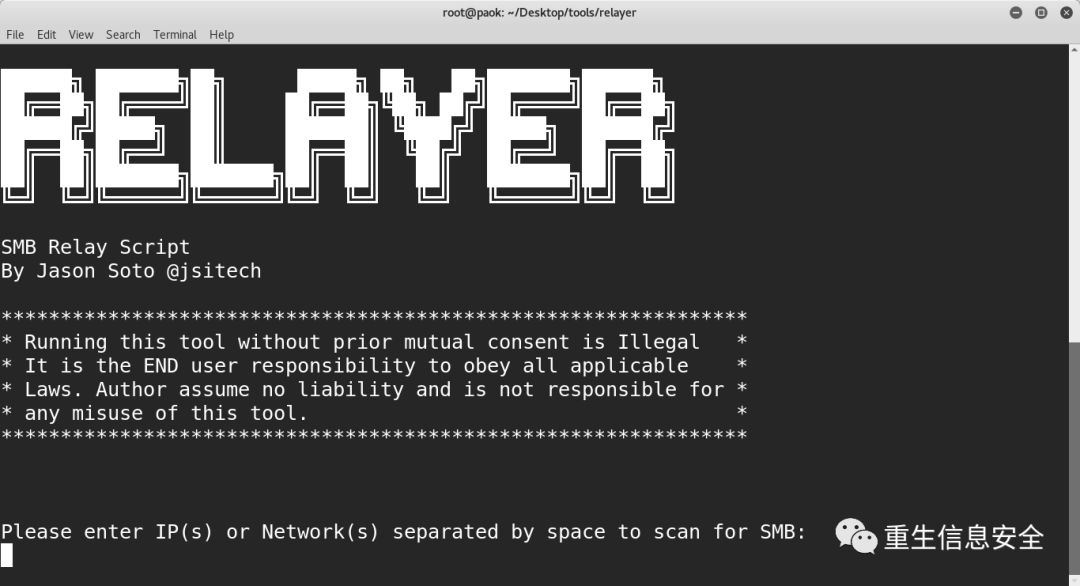 root@paok: ~/Desktop/tools/relayer
File Edit View Search Terminal Help
RELAYER
SMB Relay Script
By Jason Soto @jsitech
***************************************************************
* Running this tool without prior mutual consent is Illegal   *
* It is the END user responsibility to obey all applicable    *
* Laws. Author assume no liability and is not responsible for *
* any misuse of this tool.                                    *
***************************************************************
Please enter IP(s) or Network(s) separated by space to scan for SMB:
重生信息安全